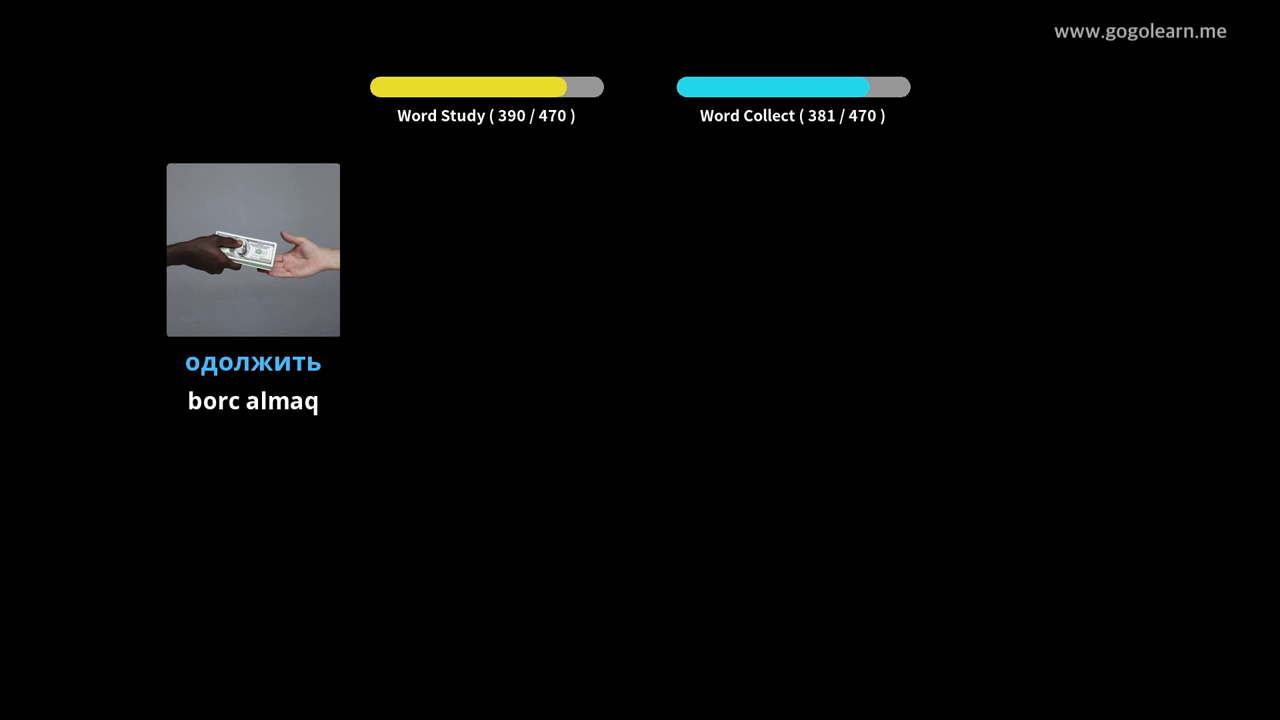 www.gogolearn.me
Word Study ( 390 / 470 )
Word Collect ( 381 / 470 )
одолжить
borc almaq